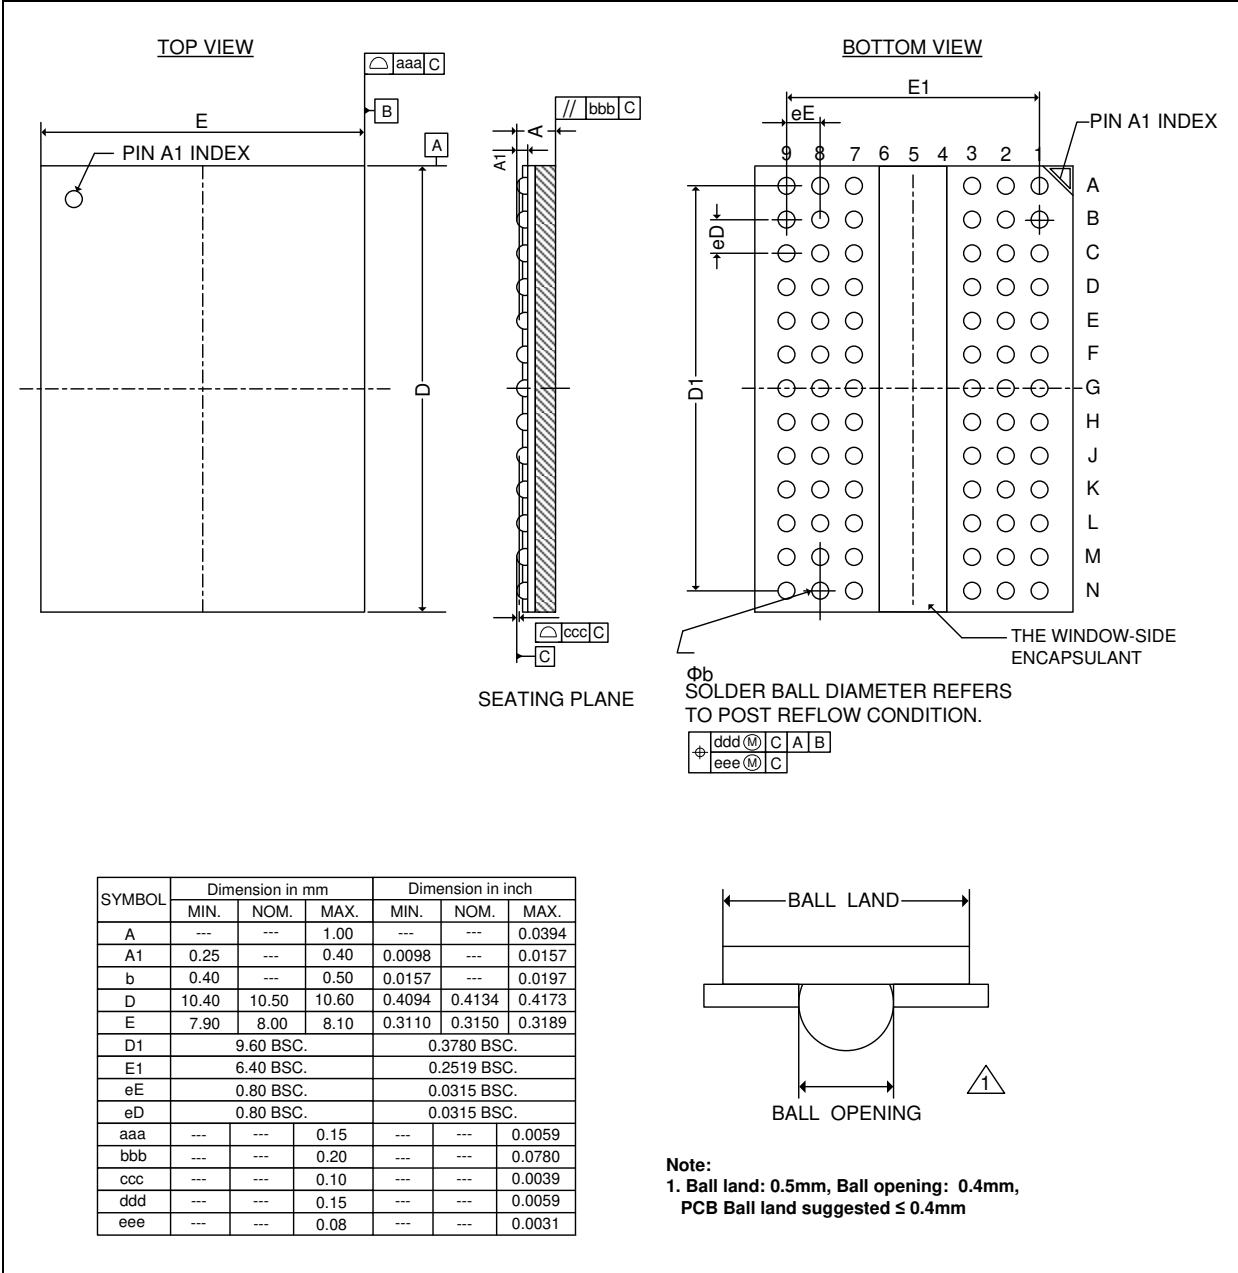 TOP VIEW
BOTTOM VIEW
aaa C
B
E
A
PIN A1 INDEX
D
// bbb C
A
A1
ccc C
C
SEATING PLANE
E1
eE
PIN A1 INDEX
9 8 7 6 5 4 3 2 1
A
B
C
D
E
F
G
H
J
K
L
M
N
eD
D1
THE WINDOW-SIDE
ENCAPSULANT
Φb
SOLDER BALL DIAMETER REFERS
TO POST REFLOW CONDITION.
ddd Ⓜ C A B
eee Ⓜ C
SYMBOL Dimension in mm Dimension in inch
MIN. NOM. MAX. MIN. NOM. MAX.
A --- --- 1.00 --- --- 0.0394
A1 0.25 --- 0.40 0.0098 --- 0.0157
b 0.40 --- 0.50 0.0157 --- 0.0197
D 10.40 10.50 10.60 0.4094 0.4134 0.4173
E 7.90 8.00 8.10 0.3110 0.3150 0.3189
D1 9.60 BSC. 0.3780 BSC.
E1 6.40 BSC. 0.2519 BSC.
eE 0.80 BSC. 0.0315 BSC.
eD 0.80 BSC. 0.0315 BSC.
aaa --- --- 0.15 --- --- 0.0059
bbb --- --- 0.20 --- --- 0.0780
ccc --- --- 0.10 --- --- 0.0039
ddd --- --- 0.15 --- --- 0.0059
eee --- --- 0.08 --- --- 0.0031
BALL LAND
1
BALL OPENING
Note:
1. Ball land: 0.5mm, Ball opening: 0.4mm,
PCB Ball land suggested ≤ 0.4mm